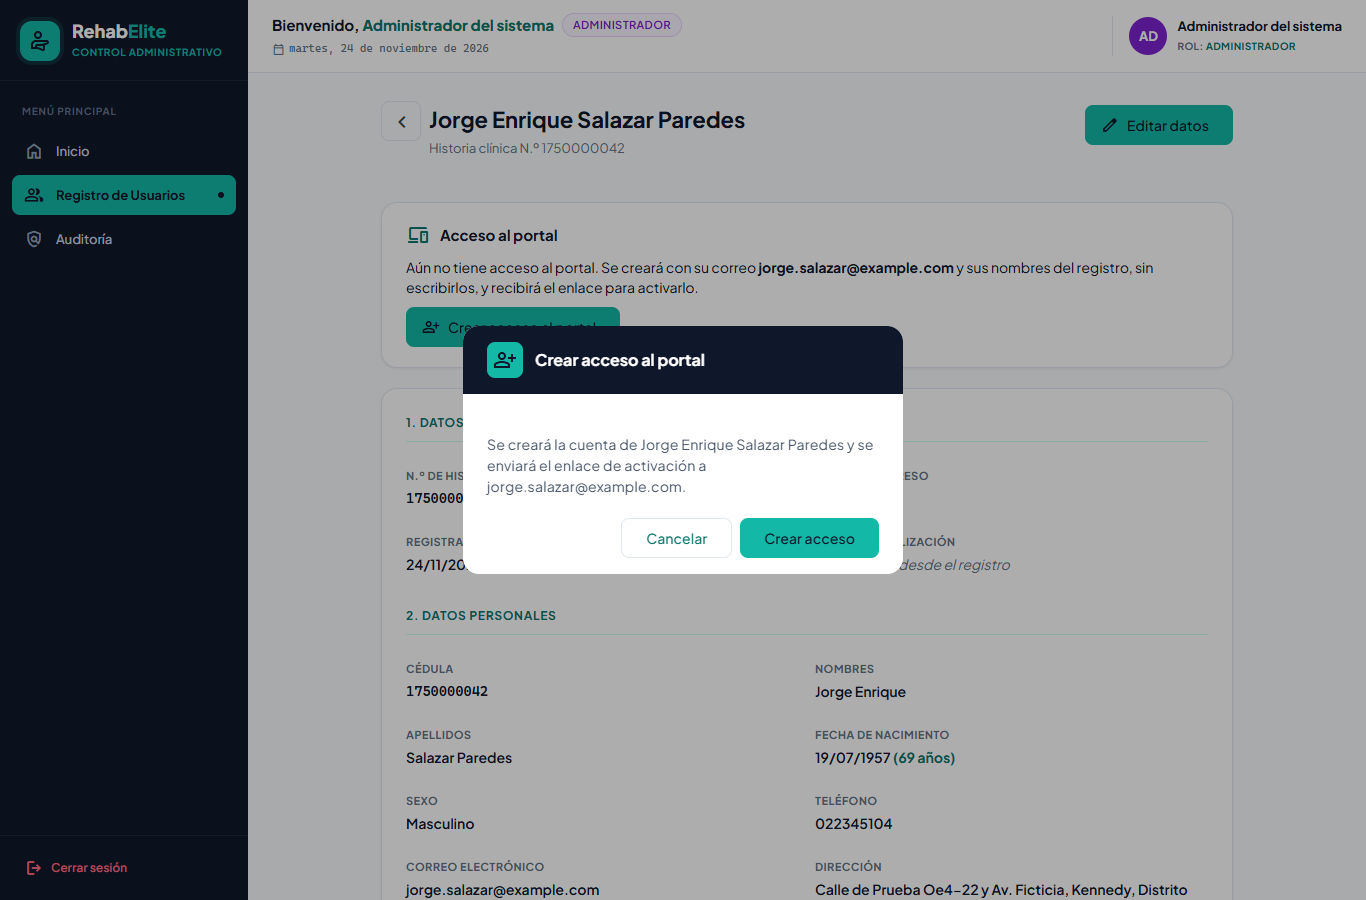 RehabElite
CONTROL ADMINISTRATIVO
MENÚ PRINCIPAL
Inicio
Registro de Usuarios
Auditoría
Cerrar sesión
Bienvenido, Administrador del sistema ADMINISTRADOR
martes, 24 de noviembre de 2026
AD
Administrador del sistema
ROL: ADMINISTRADOR
Jorge Enrique Salazar Paredes
Historia clínica N.º 1750000042
Editar datos
Acceso al portal
Aún no tiene acceso al portal. Se creará con su correo jorge.salazar@example.com y sus nombres del registro, sin
escribirlos, y recibirá el enlace para activarlo.
Crear acceso al portal
Se creará la cuenta de Jorge Enrique Salazar Paredes y se
enviará el enlace de activación a
jorge.salazar@example.com.
Cancelar
Crear acceso
1. DATOS
N.º DE HIS
1750000
REGISTRA
24/11/20
desde el registro
2. DATOS PERSONALES
CÉDULA
1750000042
NOMBRES
Jorge Enrique
APELLIDOS
Salazar Paredes
FECHA DE NACIMIENTO
19/07/1957 (69 años)
SEXO
Masculino
TELÉFONO
022345104
CORREO ELECTRÓNICO
jorge.salazar@example.com
DIRECCIÓN
Calle de Prueba Oe4-22 y Av. Ficticia, Kennedy, Distrito